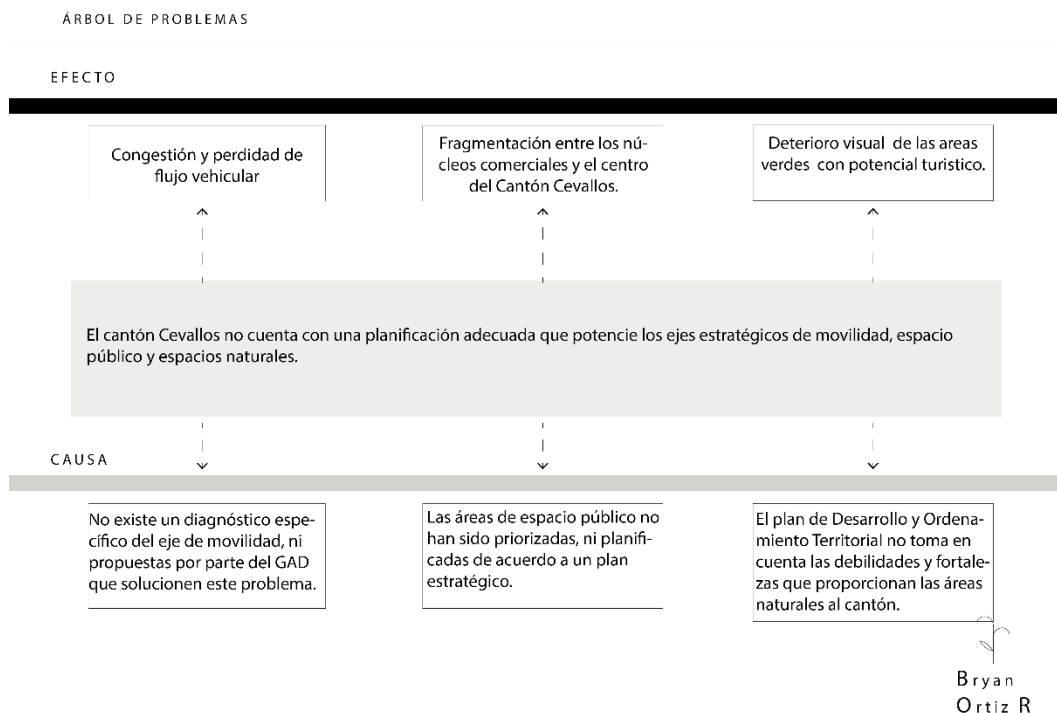 ÁRBOL DE PROBLEMAS
EFECTO
Congestión y perdidad de
flujo vehicular
Fragmentación entre los nú-
cleos comerciales y el centro
del Cantón Cevallos.
Deterioro visual de las areas
verdes con potencial turistico.
El cantón Cevallos no cuenta con una planificación adecuada que potencie los ejes estratégicos de movilidad, espacio
público y espacios naturales.
CAUSA
No existe un diagnóstico espe-
cífico del eje de movilidad, ni
propuestas por parte del GAD
que solucionen este problema.
Las áreas de espacio público no
han sido priorizadas, ni planifi-
cadas de acuerdo a un plan
estratégico.
El plan de Desarrollo y Ordena-
miento Territorial no toma en
cuenta las debilidades y fortale-
zas que proporcionan las áreas
naturales al cantón.
Bryan
Ortiz R